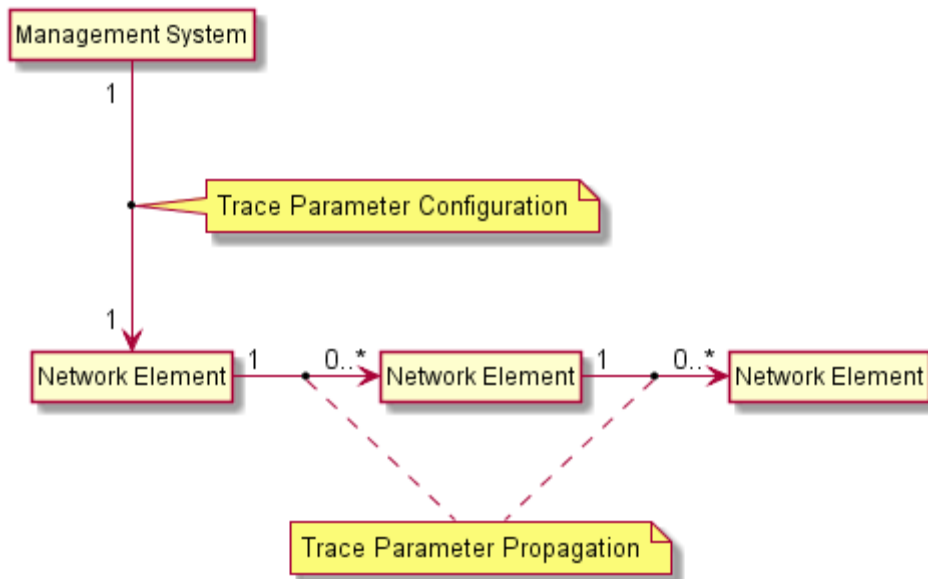 Management System
1
Trace Parameter Configuration
1
Network Element 1 0..* Network Element 1 0..* Network Element
Trace Parameter Propagation